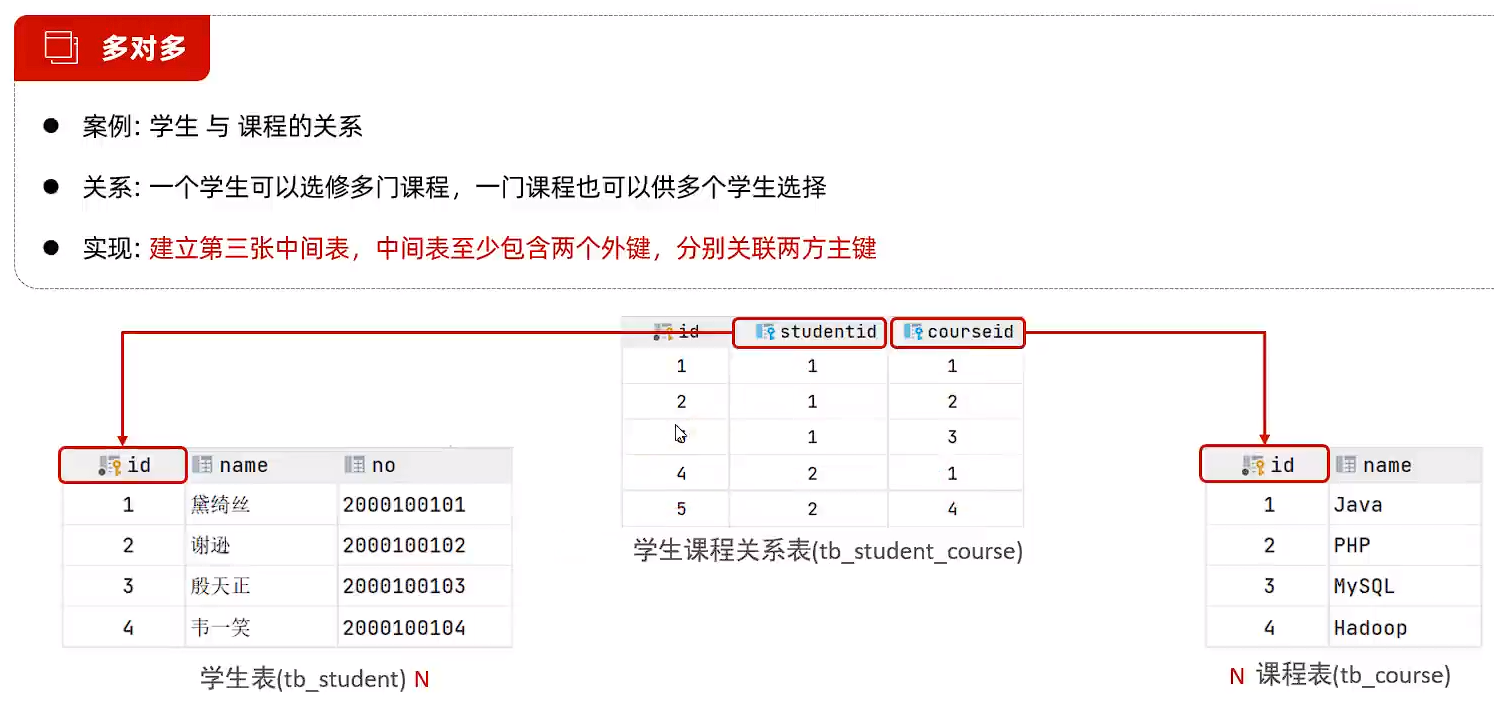 多对多
案例: 学生 与 课程的关系
关系: 一个学生可以选修多门课程，一门课程也可以供多个学生选择
实现: 建立第三张中间表，中间表至少包含两个外键，分别关联两方主键
id studentid courseid
1 1 1
2 1 2
1 3
4 2 1
5 2 4
学生课程关系表(tb_student_course)
id name no
1 黛绮丝 2000100101
2 谢逊 2000100102
3 殷天正 2000100103
4 韦一笑 2000100104
学生表(tb_student) N
id name
1 Java
2 PHP
3 MySQL
4 Hadoop
N 课程表(tb_course)